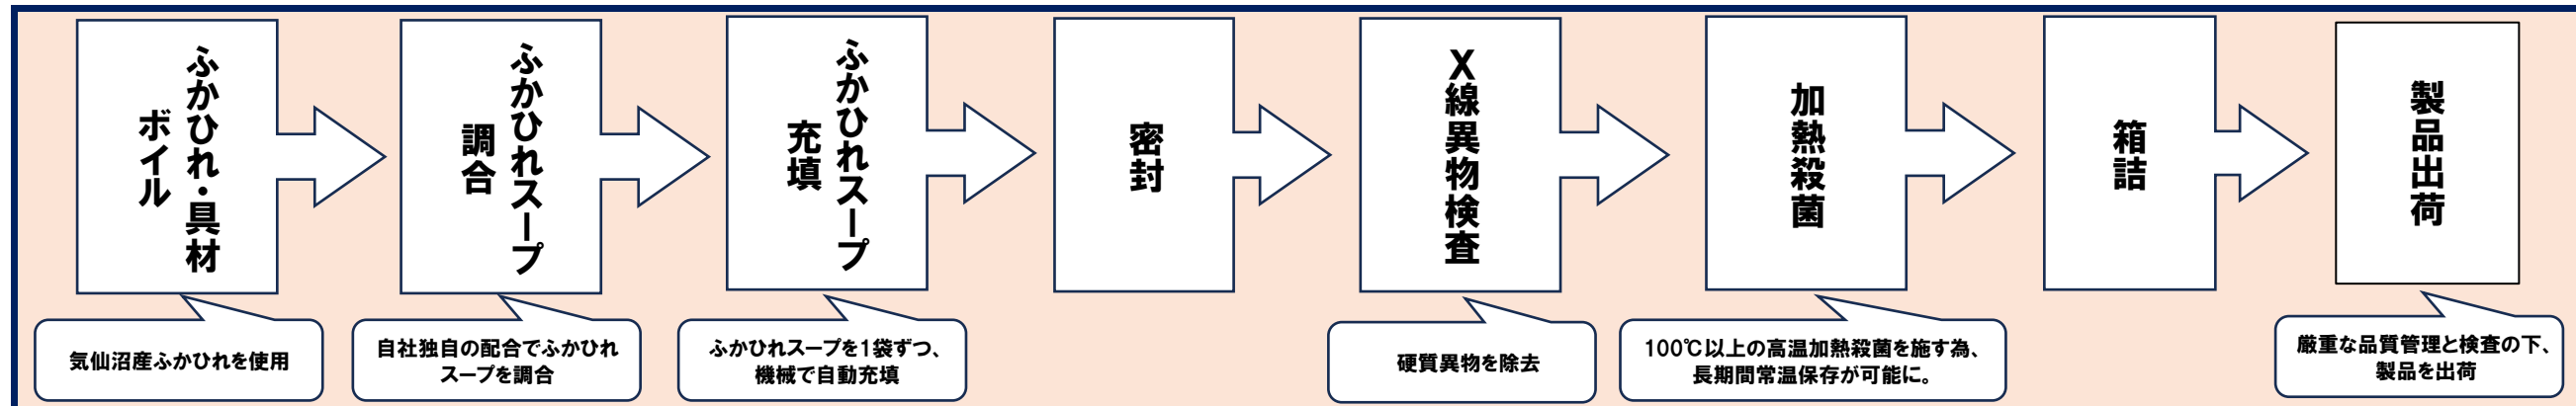 ふかひれ・具材
ボイル
気仙沼産ふかひれを使用
ふかひれスープ
調合
自社独自の配合でふかひれ
スープを調合
ふかひれスープ
充填
ふかひれスープを1袋ずつ、
機械で自動充填
密封
X線異物検査
硬質異物を除去
加熱殺菌
100℃以上の高温加熱殺菌を施す為、
長期間常温保存が可能に。
箱詰
製品出荷
厳重な品質管理と検査の下、
製品を出荷